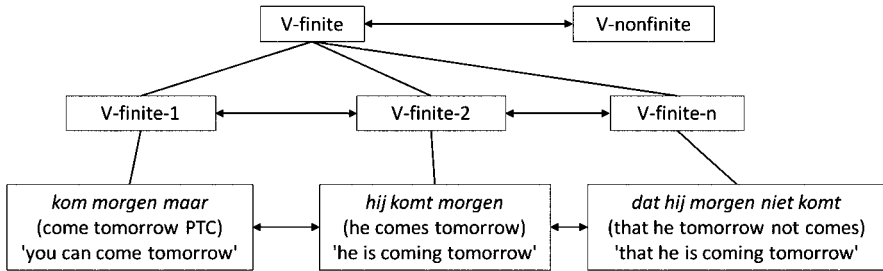 V-finite
V-nonfinite
V-finite-1
V-finite-2
V-finite-n
kom morgen maar
(come tomorrow PTC)
'you can come tomorrow'
hij komt morgen
(he comes tomorrow)
'he is coming tomorrow'
dat hij morgen niet komt
(that he tomorrow not comes)
'that he is coming tomorrow'